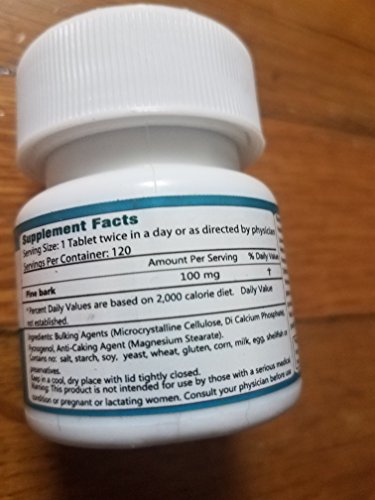 Supplement Facts
Serving Size: 1 Tablet twice in a day or as directed by physician
Servings Per Container: 120
Amount Per Serving % Daily Value
Pine bark 100 mg †
*Percent Daily Values are based on 2,000 calorie diet. Daily Value
not established.
Ingredients: Bulking Agents (Microcrystalline Cellulose, Di Calcium Phosphate,
Pycnogenol, Anti-Caking Agent (Magnesium Stearate).
Contains no: salt, starch, soy, yeast, wheat, gluten, corn, milk, egg, shellfish or
preservatives.
Keep in a cool, dry place with lid tightly closed.
Warning: This product is not intended for use by those with a serious medical
condition or pregnant or lactating women. Consult your physician before